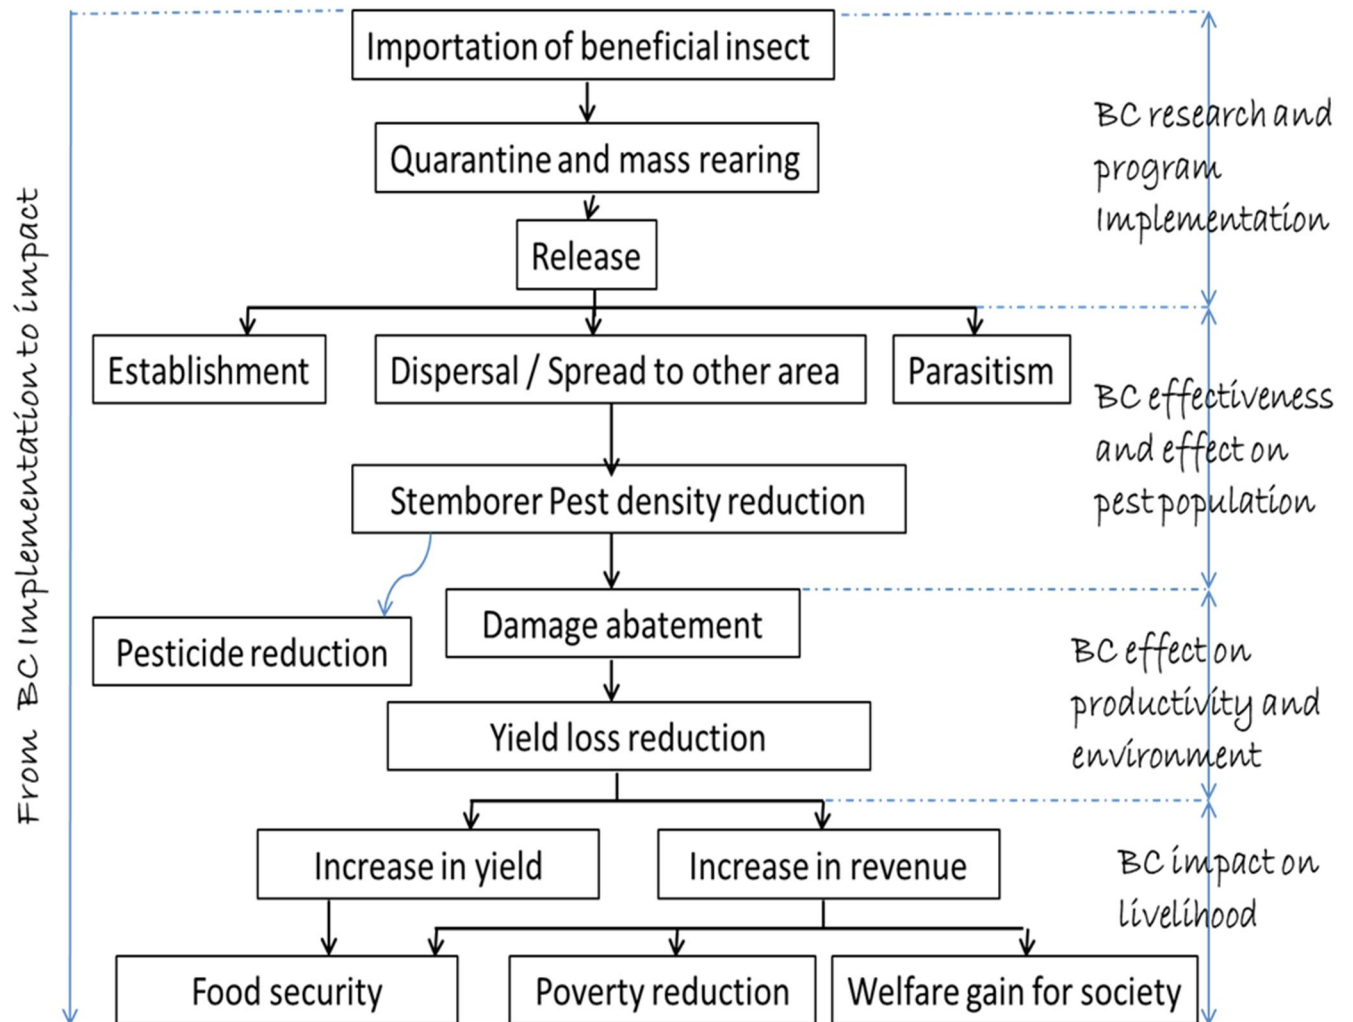 Importation of beneficial insect
Quarantine and mass rearing
Release
BC research and
program
Implementation
Establishment
Dispersal / Spread to other area
Parasitism
Stemborer Pest density reduction
BC effectiveness
and effect on
pest population
Pesticide reduction
Damage abatement
Yield loss reduction
BC effect on
productivity and
environment
Increase in yield
Increase in revenue
BC impact on
livelihood
Food security
Poverty reduction
Welfare gain for society
From BC Implementation to impact